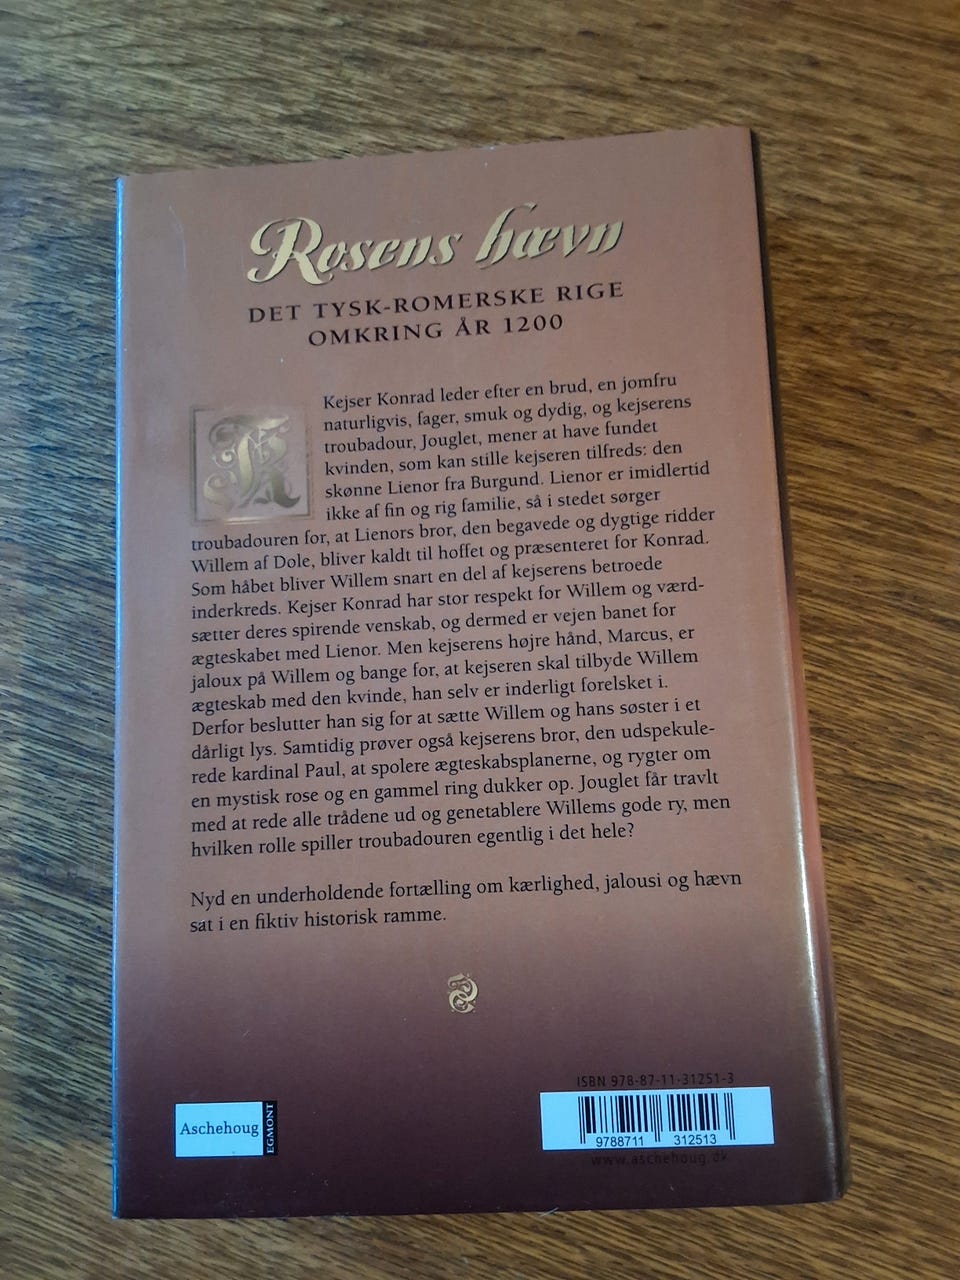 Rosens hævn
DET TYSK-ROMERSKE RIGE
OMKRING ÅR 1200
K
Kejser Konrad leder efter en brud, en jomfru
naturligvis, fager, smuk og dydig, og kejserens
troubadour, Jouglet, mener at have fundet
kvinden, som kan stille kejseren tilfreds: den
skønne Lienor fra Burgund. Lienor er imidlertid
ikke af fin og rig familie, så i stedet sørger
troubadouren for, at Lienors bror, den begavede og dygtige ridder
Willem af Dole, bliver kaldt til hoffet og præsenteret for Konrad.
Som håbet bliver Willem snart en del af kejserens betroede
inderkreds. Kejser Konrad har stor respekt for Willem og værd-
sætter deres spirende venskab, og dermed er vejen banet for
ægteskabet med Lienor. Men kejserens højre hånd, Marcus, er
jaloux på Willem og bange for, at kejseren skal tilbyde Willem
ægteskab med den kvinde, han selv er inderligt forelsket i.
Derfor beslutter han sig for at sætte Willem og hans søster i et
dårligt lys. Samtidig prøver også kejserens bror, den udspekule-
rede kardinal Paul, at spolere ægteskabsplanerne, og rygter om
en mystisk rose og en gammel ring dukker op. Jouglet får travlt
med at rede alle trådene ud og genetablere Willems gode ry, men
hvilken rolle spiller troubadouren egentlig i det hele?
Nyd en underholdende fortælling om kærlighed, jalousi og hævn
sat i en fiktiv historisk ramme.
ISBN 978-87-11-31251-3
Aschehoug
EGMONT
9788711 312513
www.aschehoug.dk